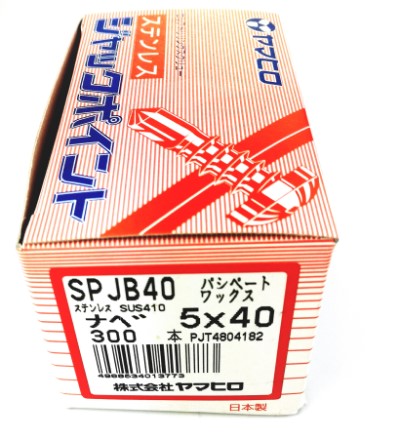 ヤマヒロ
ステンレス
ジャックポイント
SPJB40 パシペート
ワックス
ステンレス SUS410
ナベ 5×40
300 本 PJT4804182
4988634013773
株式会社ヤマヒロ
日本製